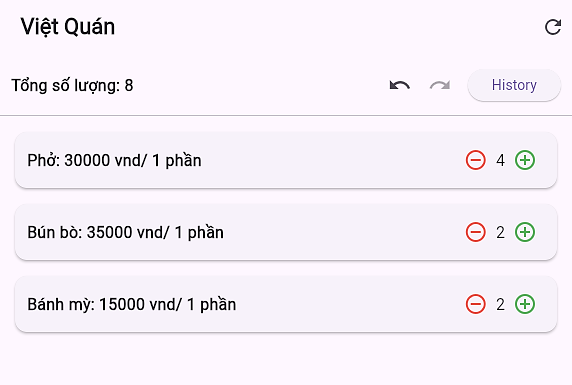 Việt Quán
Tổng số lượng: 8
History
Phở: 30000 vnd/ 1 phần
4
Bún bò: 35000 vnd/ 1 phần
2
Bánh mỳ: 15000 vnd/ 1 phần
2